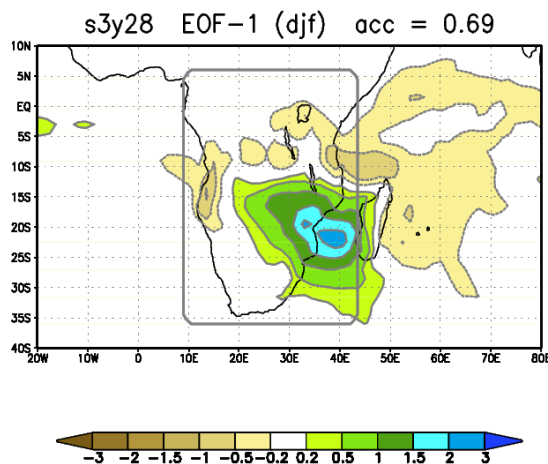 s3y28 EOF-1 (djf) acc = 0.69
10N
5N
EQ
5S
10S
15S
20S
25S
30S
35S
40S
20W 10W 0 10E 20E 30E 40E 50E 60E 70E 80E
-3 -2 -1.5 -1 -0.5 -0.2 0.2 0.5 1 1.5 2 3